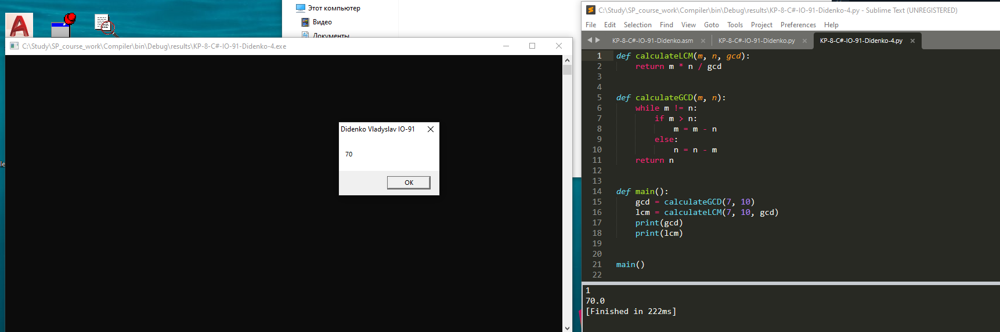 Этот компьютер
Видео
Документы
C:\Study\SP_course_work\Compiler\bin\Debug\results\KP-8-C#-IO-91-Didenko-4.exe
Didenko Vladyslav IO-91
70
OK
le
C:\Study\SP_course_work\Compiler\bin\Debug\results\KP-8-C#-IO-91-Didenko-4.py - Sublime Text (UNREGISTERED)
File Edit Selection Find View Goto Tools Project Preferences Help
KP-8-C#-IO-91-Didenko.asm KP-8-C#-IO-91-Didenko.py KP-8-C#-IO-91-Didenko-4.py
1 def calculateLCM(m, n, gcd):
2 return m * n / gcd
3
4
5 def calculateGCD(m, n):
6 while m != n:
7 if m > n:
8 m = m - n
9 else:
10 n = n - m
11 return n
12
13
14 def main():
15 gcd = calculateGCD(7, 10)
16 lcm = calculateLCM(7, 10, gcd)
17 print(gcd)
18 print(lcm)
19
20
21 main()
22
1
70.0
[Finished in 222ms]